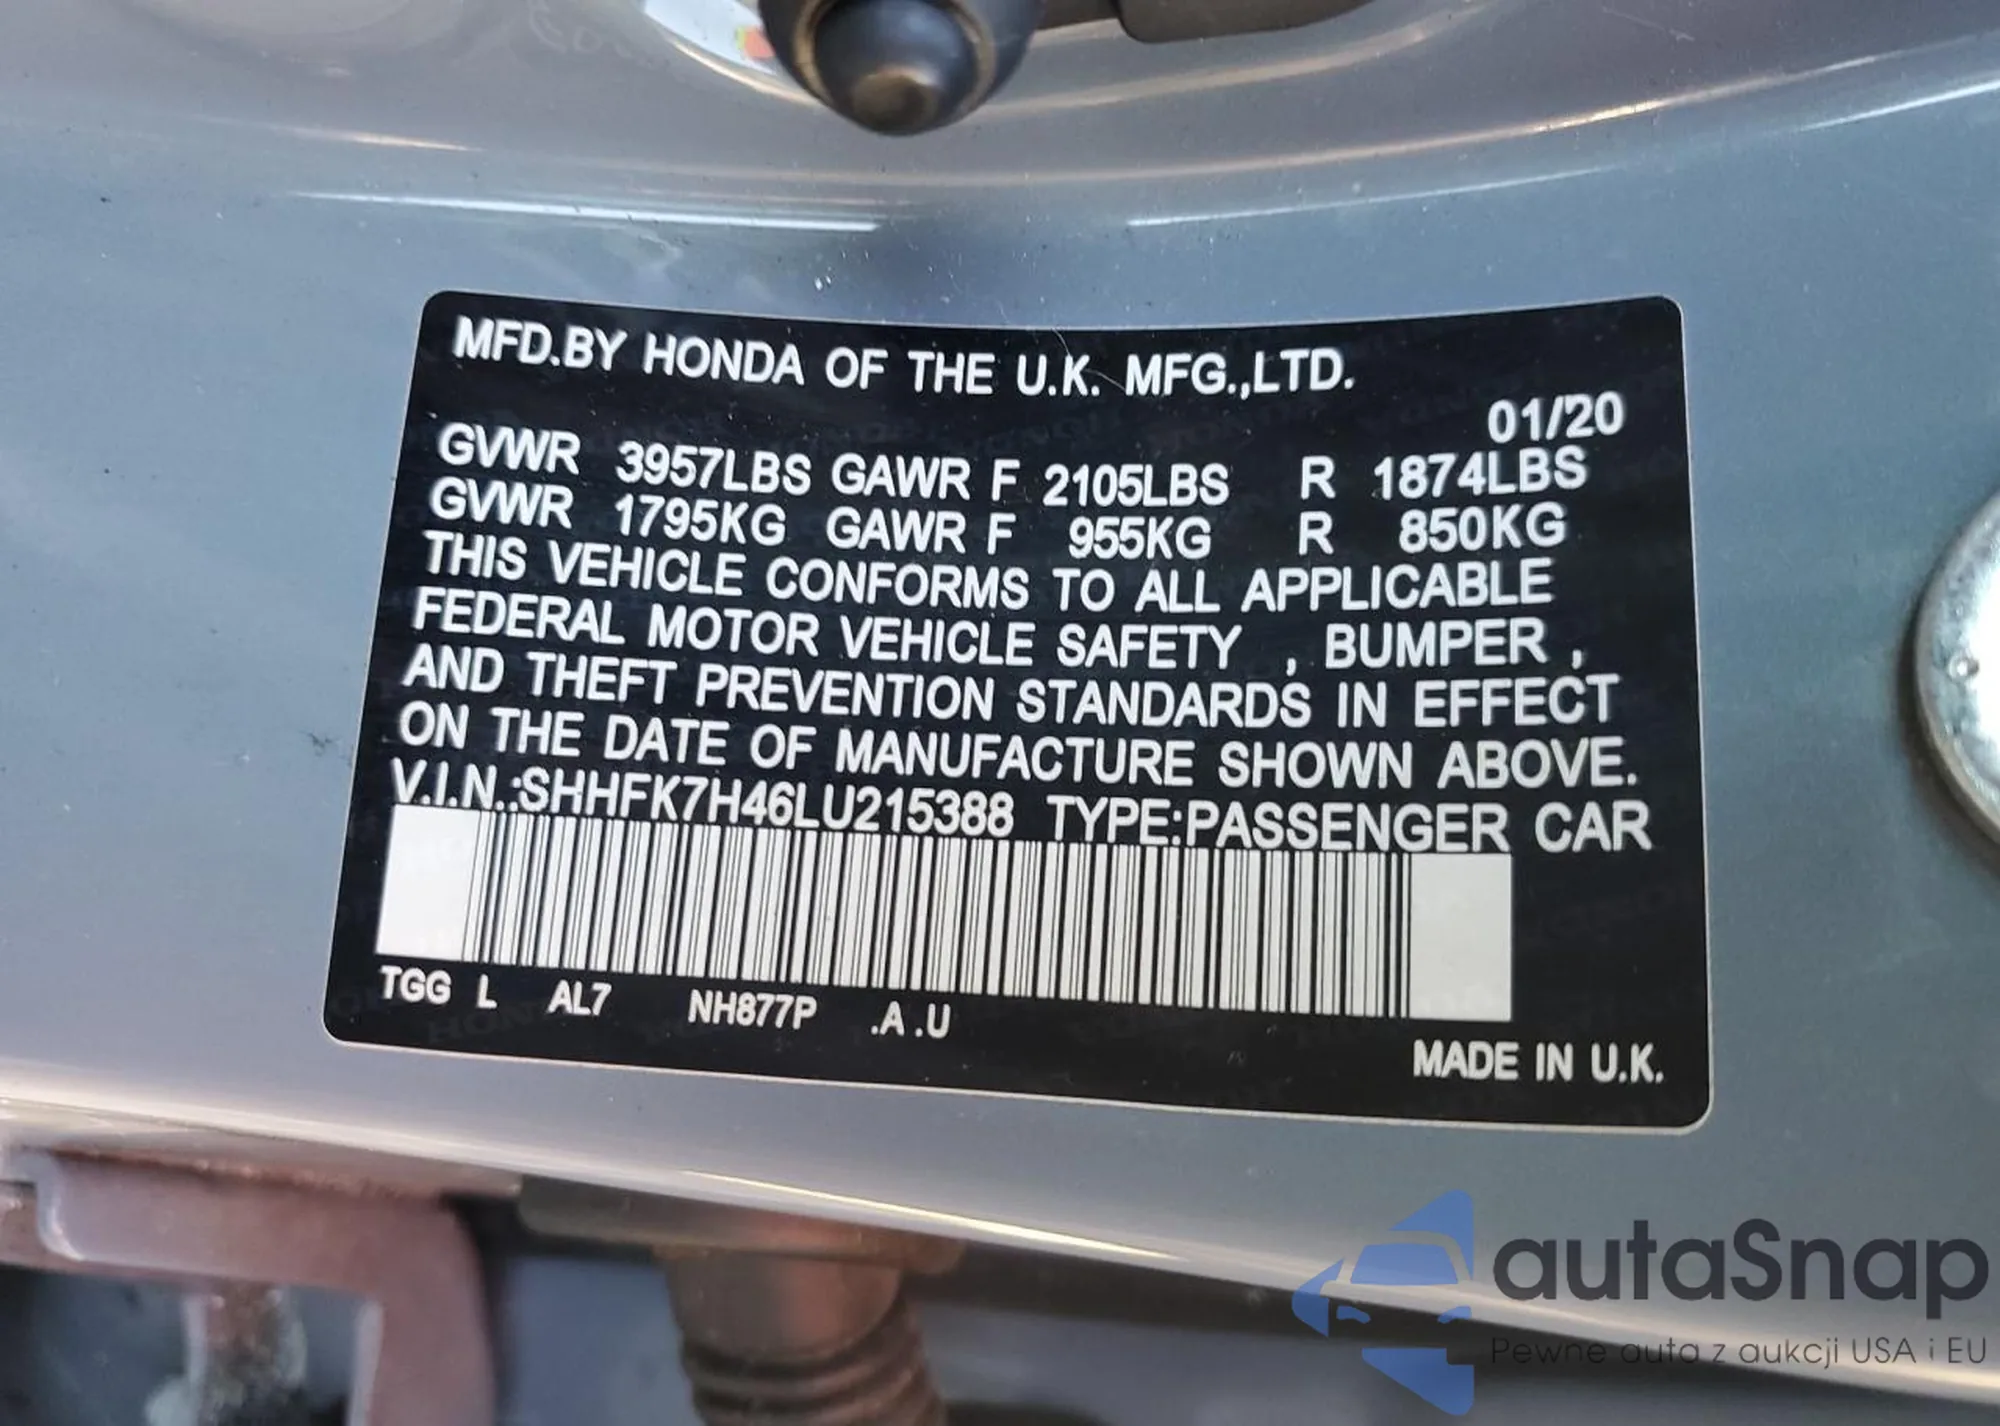 MFD.BY HONDA OF THE U.K. MFG.,LTD.
01/20
GVWR 3957LBS GAWR F 2105LBS R 1874LBS
GVWR 1795KG GAWR F 955KG R 850KG
THIS VEHICLE CONFORMS TO ALL APPLICABLE
FEDERAL MOTOR VEHICLE SAFETY , BUMPER ,
AND THEFT PREVENTION STANDARDS IN EFFECT
ON THE DATE OF MANUFACTURE SHOWN ABOVE.
V.I.N.:SHHFK7H46LU215388 TYPE:PASSENGER CAR
TGG L AL7 NH877P .A .U
MADE IN U.K.
autaSnap
Pewne auta z aukcji USA i EU